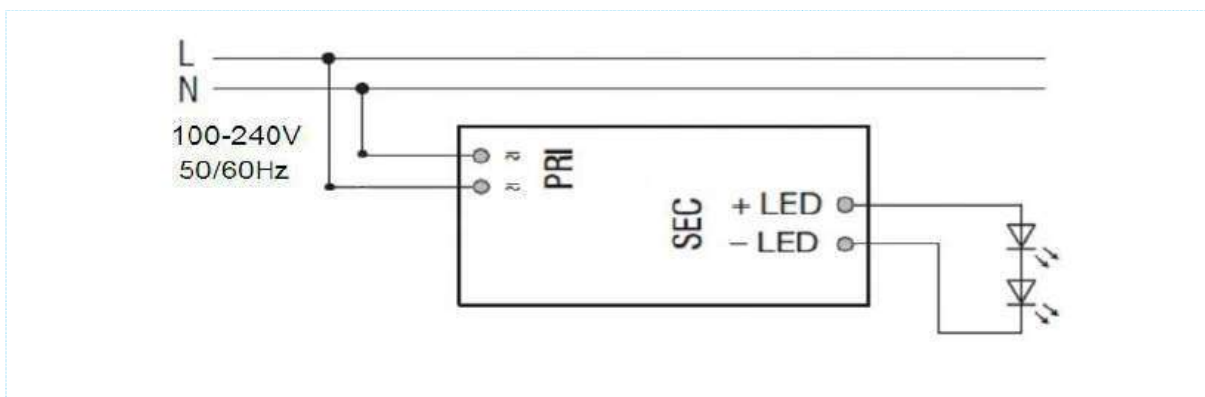 L
N
100-240V
50/60Hz
~
~
PRI
SEC
+ LED
– LED